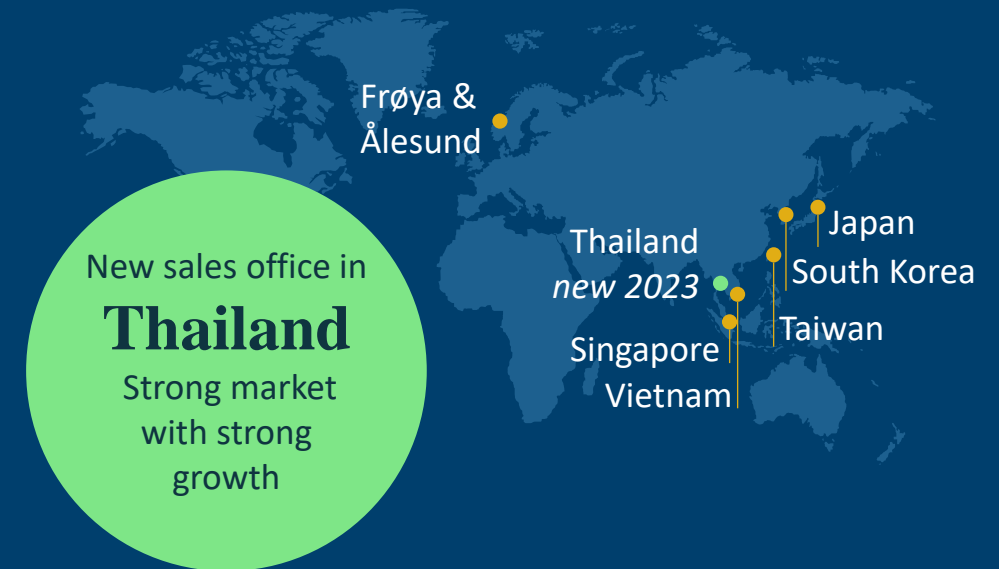 Frøya &
Ålesund
New sales office in
Thailand
Strong market
with strong
growth
Thailand
new 2023
Singapore
Vietnam
Japan
South Korea
Taiwan